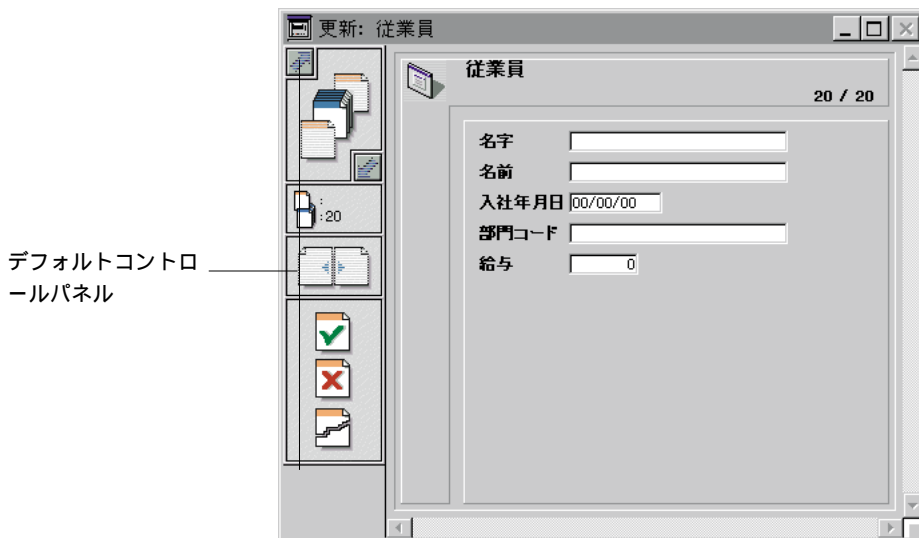 更新: 従業員
従業員
20 / 20
名字
名前
入社年月日 00/00/00
部門コード
給与 0
:
:20
デフォルトコントロ
ールパネル